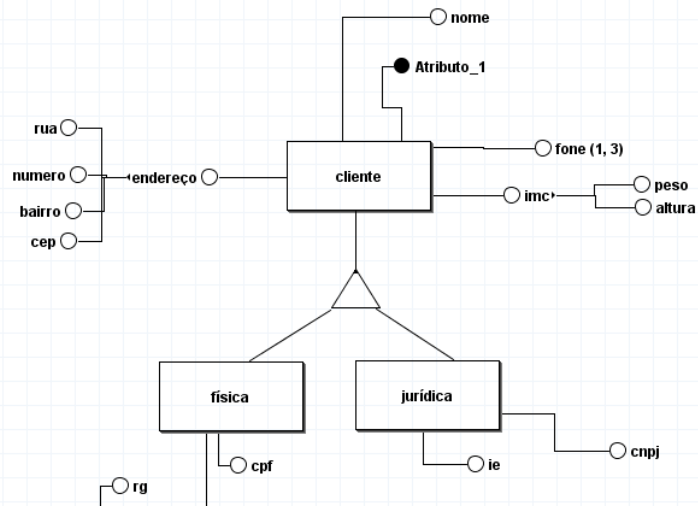 nome
Atributo_1
rua
fone (1, 3)
numero
endereço
cliente
imc
peso
bairro
altura
cep
física
jurídica
cnpj
cpf
ie
rg